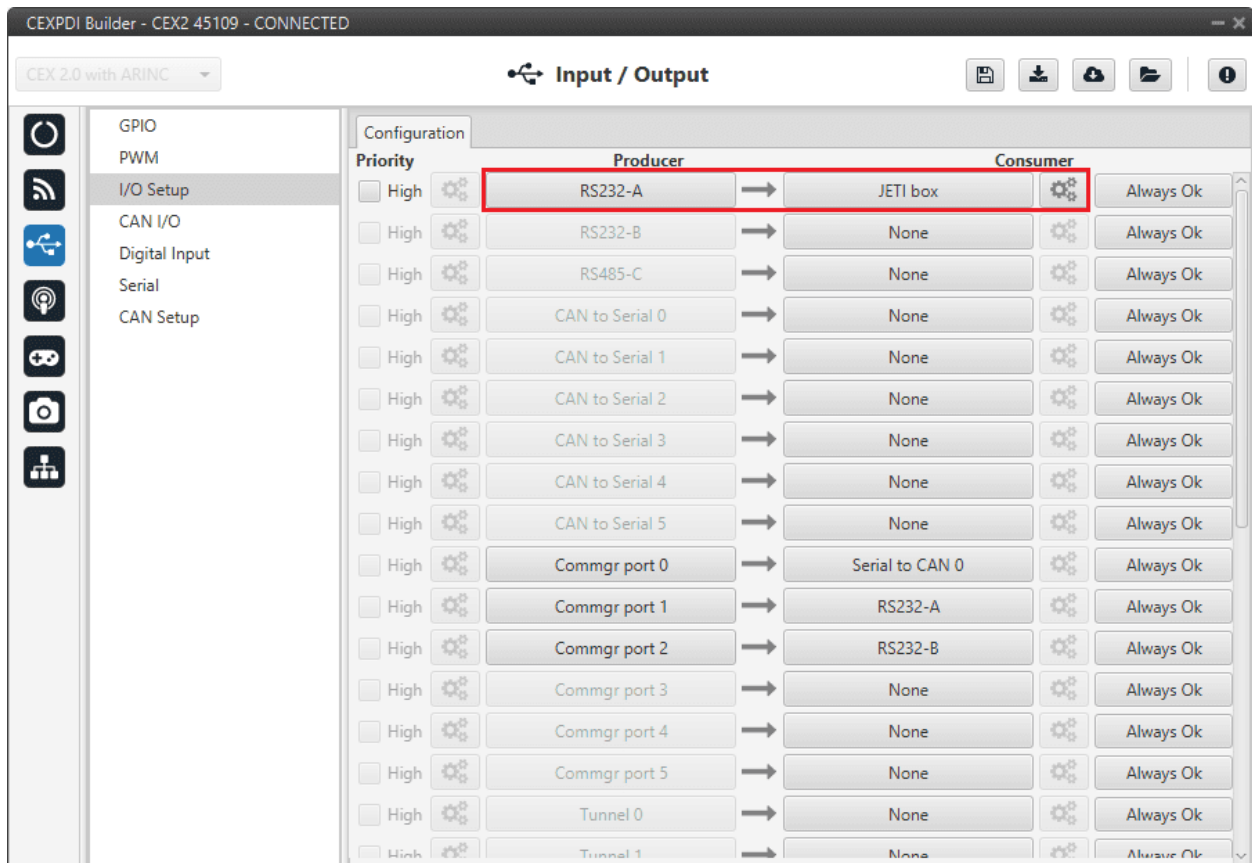 CEXPDI Builder - CEX2 45109 - CONNECTED
CEX 2.0 with ARINC
Input / Output
GPIO
PWM
I/O Setup
CAN I/O
Digital Input
Serial
CAN Setup
Configuration
Priority Producer Consumer
High RS232-A JETI box Always Ok
High RS232-B None Always Ok
High RS485-C None Always Ok
High CAN to Serial 0 None Always Ok
High CAN to Serial 1 None Always Ok
High CAN to Serial 2 None Always Ok
High CAN to Serial 3 None Always Ok
High CAN to Serial 4 None Always Ok
High CAN to Serial 5 None Always Ok
High Commgr port 0 Serial to CAN 0 Always Ok
High Commgr port 1 RS232-A Always Ok
High Commgr port 2 RS232-B Always Ok
High Commgr port 3 None Always Ok
High Commgr port 4 None Always Ok
High Commgr port 5 None Always Ok
High Tunnel 0 None Always Ok
High Tunnel 1 None Always Ok